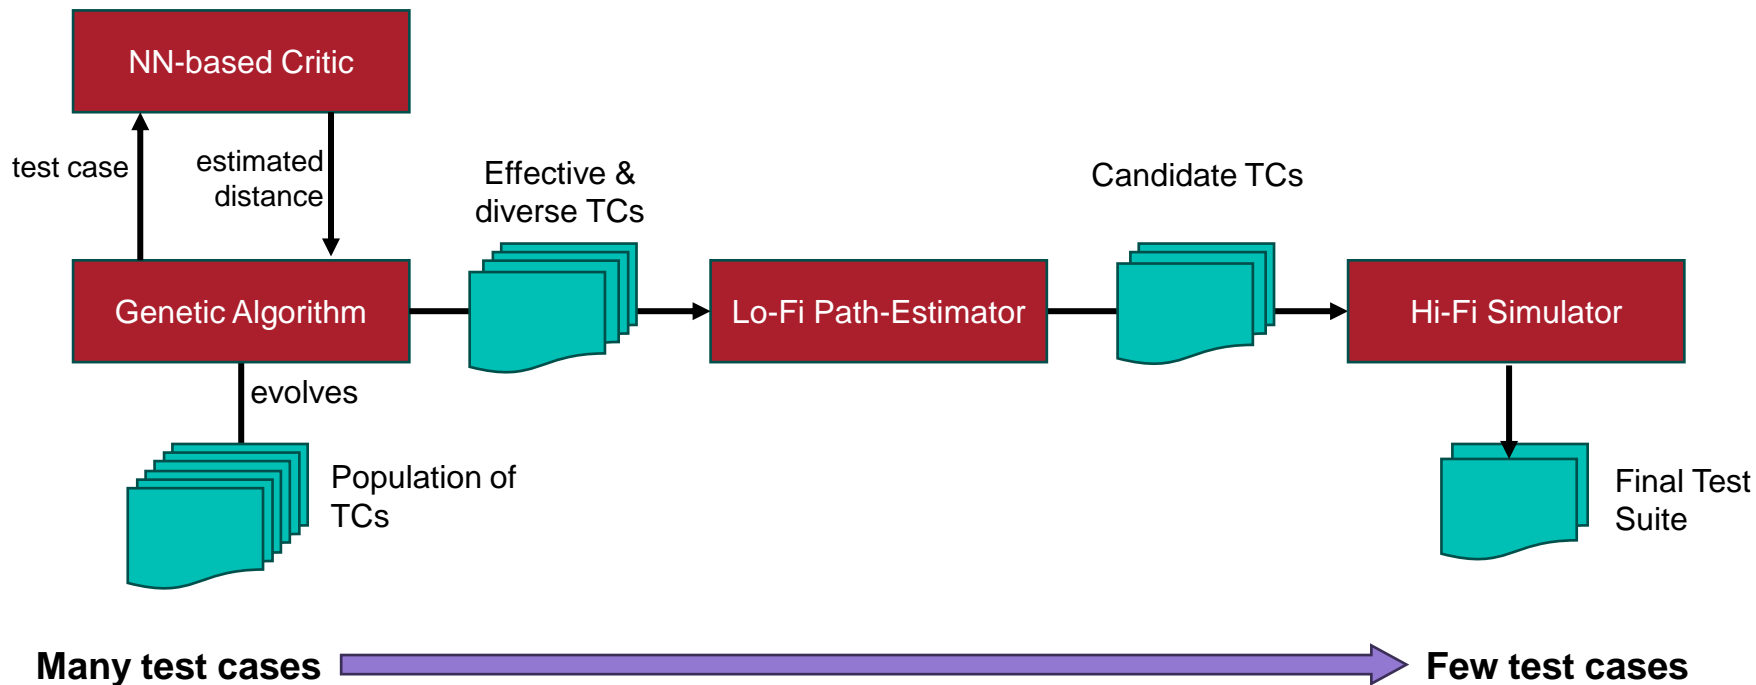 NN-based Critic
test case
estimated
distance
Effective &
diverse TCs
Candidate TCs
Genetic Algorithm
Lo-Fi Path-Estimator
Hi-Fi Simulator
evolves
Population of
TCs
Final Test
Suite
Many test cases
Few test cases